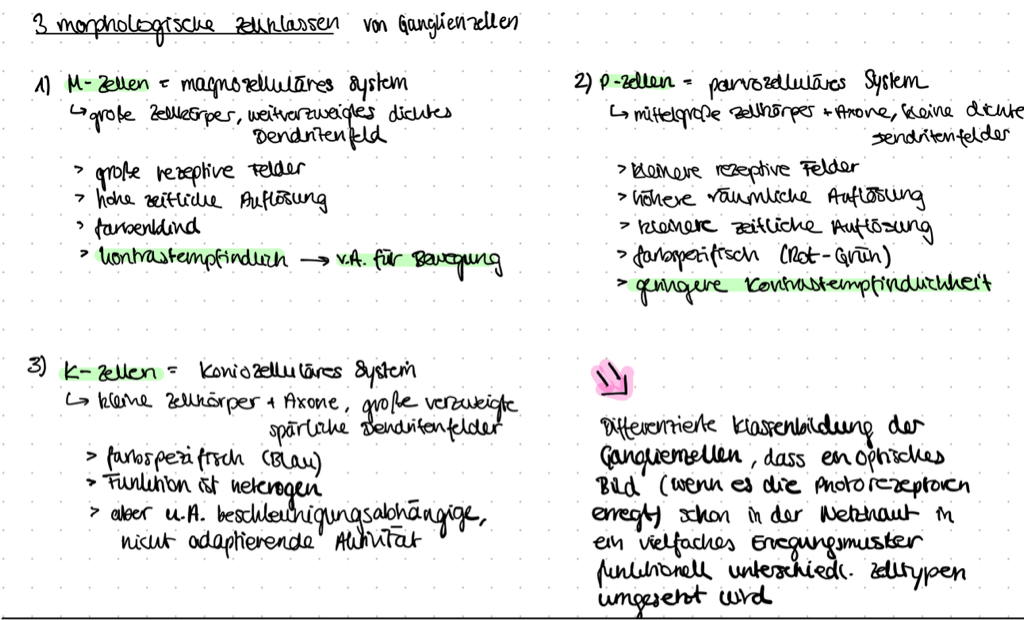 3 morphologische Zellklassen von Ganglienzellen
1) M-Zellen = magnozelluläres System
↳ große Zellkörper, weitverzweigtes dichtes
Dendritenfeld
> große rezeptive Felder
> hohe zeitliche Auflösung
> farbenblind
> kontrastempfindlich → v.A. für Bewegung
2) P-Zellen = parvozelluläres System
↳ mittelgroße Zellkörper + Axone, kleine dichte
Dendritenfelder
> kleinere rezeptive Felder
> höhere räumliche Auflösung
> kleinere zeitliche Auflösung
> farbspezifisch (Rot-Grün)
> geringere Kontrastempfindlichkeit
3) K-Zellen = Koniozelluläres System
↳ kleine Zellkörper + Axone, große verzweigte
spärliche Dendritenfelder
> farbspezifisch (Blau)
> Funktion ist heterogen
> aber u.A. beschleunigungsabhängige,
nicht adaptierende Aktivität
Differenzierte Klassenbildung der
Ganglienzellen, dass ein optisches
Bild (wenn es die Photorezeptoren
erregt) schon in der Netzhaut in
ein vielfaches Erregungsmuster
funktionell unterschiedl. Zelltypen
umgesetzt wird